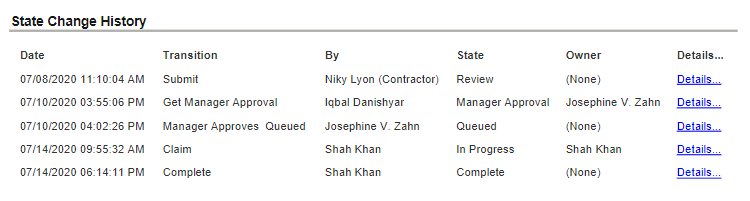 State Change History
Date Transition By State Owner Details...
07/08/2020 11:10:04 AM Submit Niky Lyon (Contractor) Review (None) Details...
07/10/2020 03:55:06 PM Get Manager Approval Iqbal Danishyar Manager Approval Josephine V. Zahn Details...
07/10/2020 04:02:26 PM Manager Approves Queued Josephine V. Zahn Queued (None) Details...
07/14/2020 09:55:32 AM Claim Shah Khan In Progress Shah Khan Details...
07/14/2020 06:14:11 PM Complete Shah Khan Complete (None) Details...